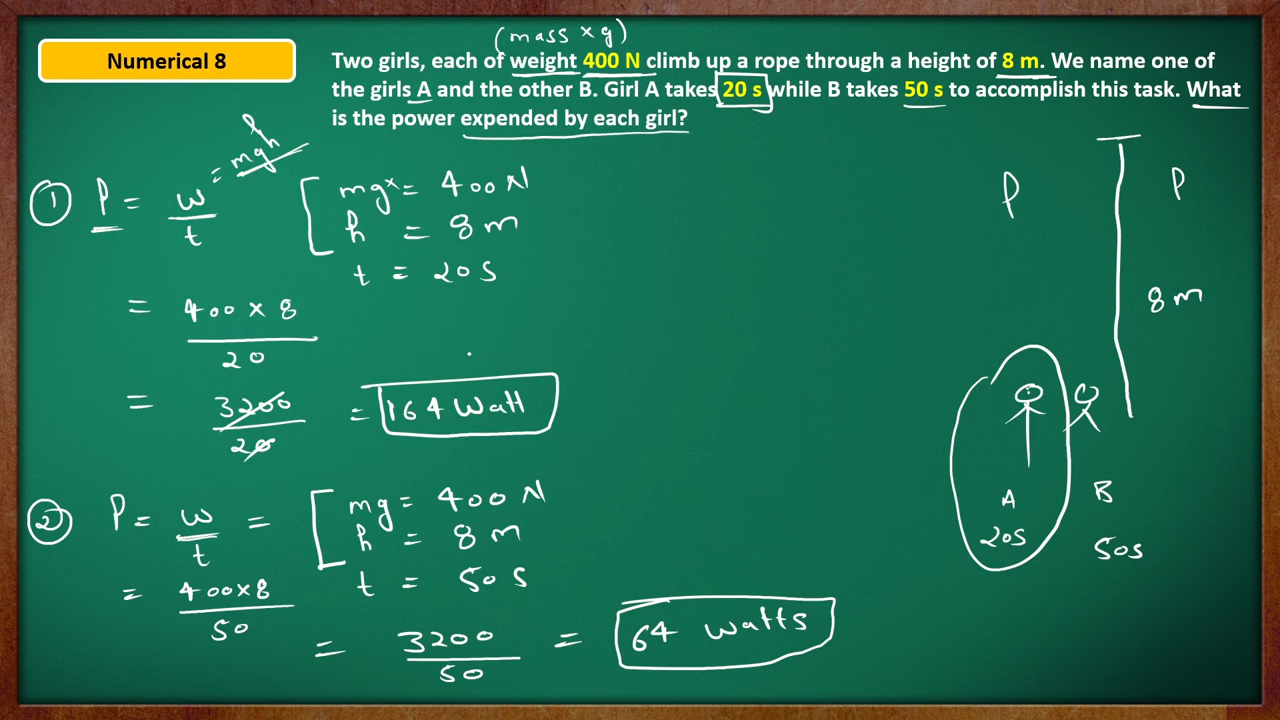 (mass × g)
Numerical 8
Two girls, each of weight 400 N climb up a rope through a height of 8 m. We name one of
the girls A and the other B. Girl A takes 20 s while B takes 50 s to accomplish this task. What
is the power expended by each girl?
① P = w/t = mgh
mg = 400 N
h = 8 m
t = 20 s
= 400 × 8 / 20
= 3200 / 20 = 164 Watt
② P = w/t =
mg = 400 N
h = 8 m
t = 50 s
= 400 × 8 / 50
= 3200 / 50 = 64 watts
P
P
8 m
A
20s
B
50s